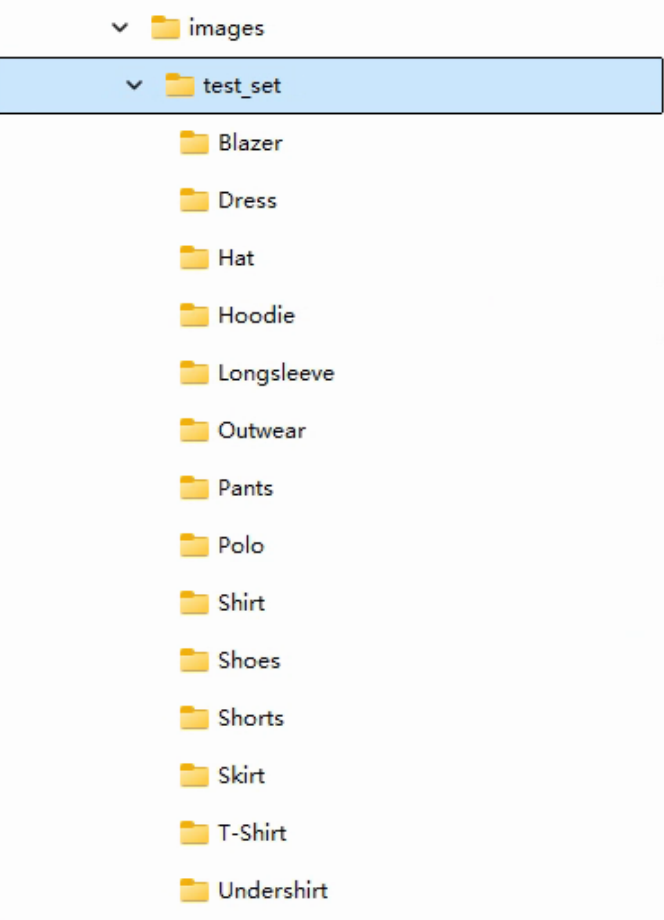 images
test_set
Blazer
Dress
Hat
Hoodie
Longsleeve
Outwear
Pants
Polo
Shirt
Shoes
Shorts
Skirt
T-Shirt
Undershirt